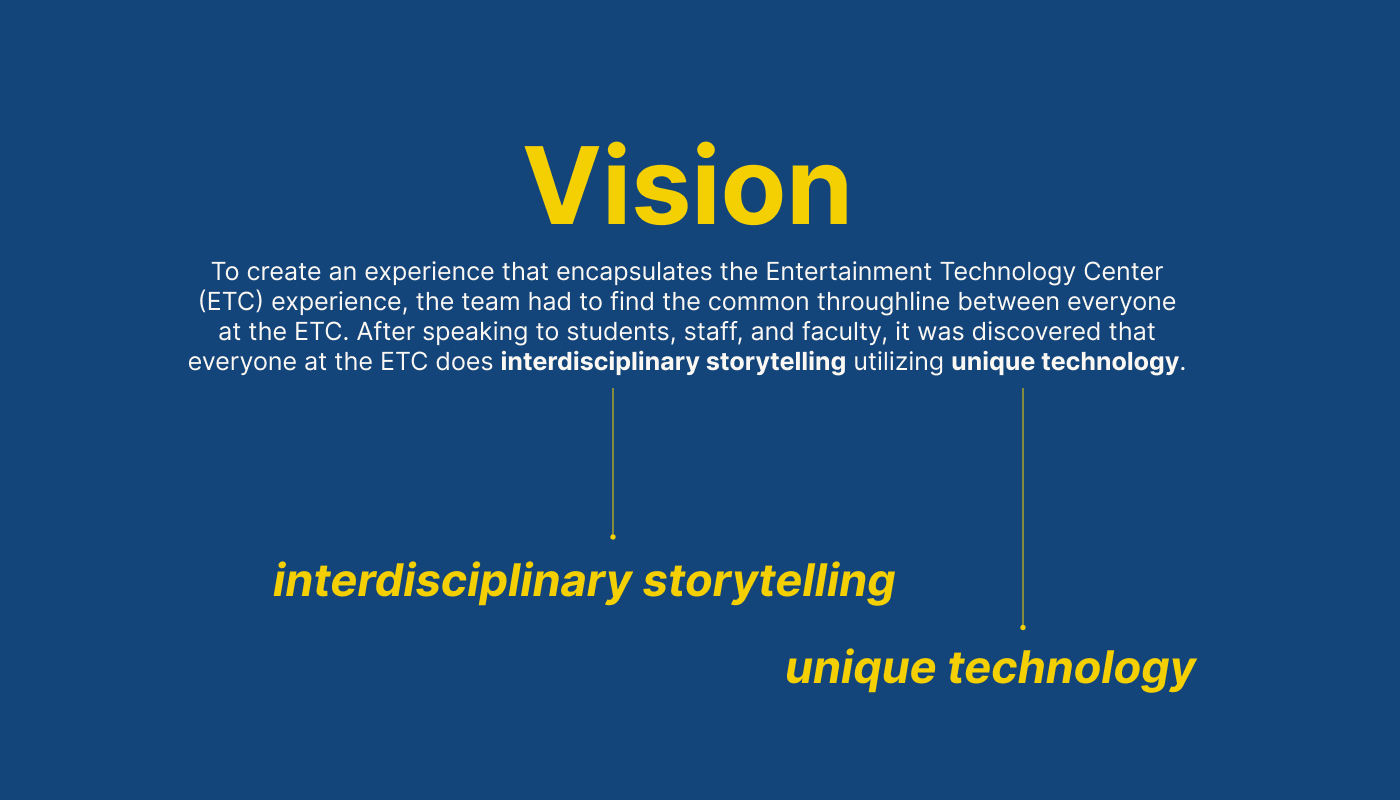 Vision
To create an experience that encapsulates the Entertainment Technology Center
(ETC) experience, the team had to find the common throughline between everyone
at the ETC. After speaking to students, staff, and faculty, it was discovered that
everyone at the ETC does interdisciplinary storytelling utilizing unique technology.
interdisciplinary storytelling
unique technology